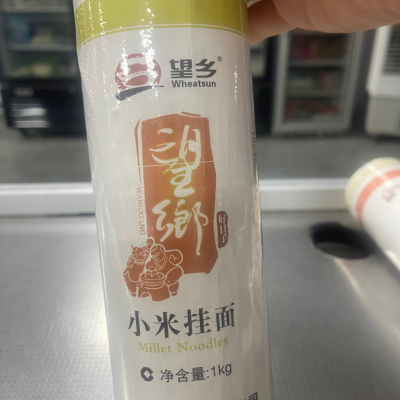 望乡®
Wheatsun
望鄉
WANGXIANG
好日子
小米挂面
Millet Noodles
净含量:1kg